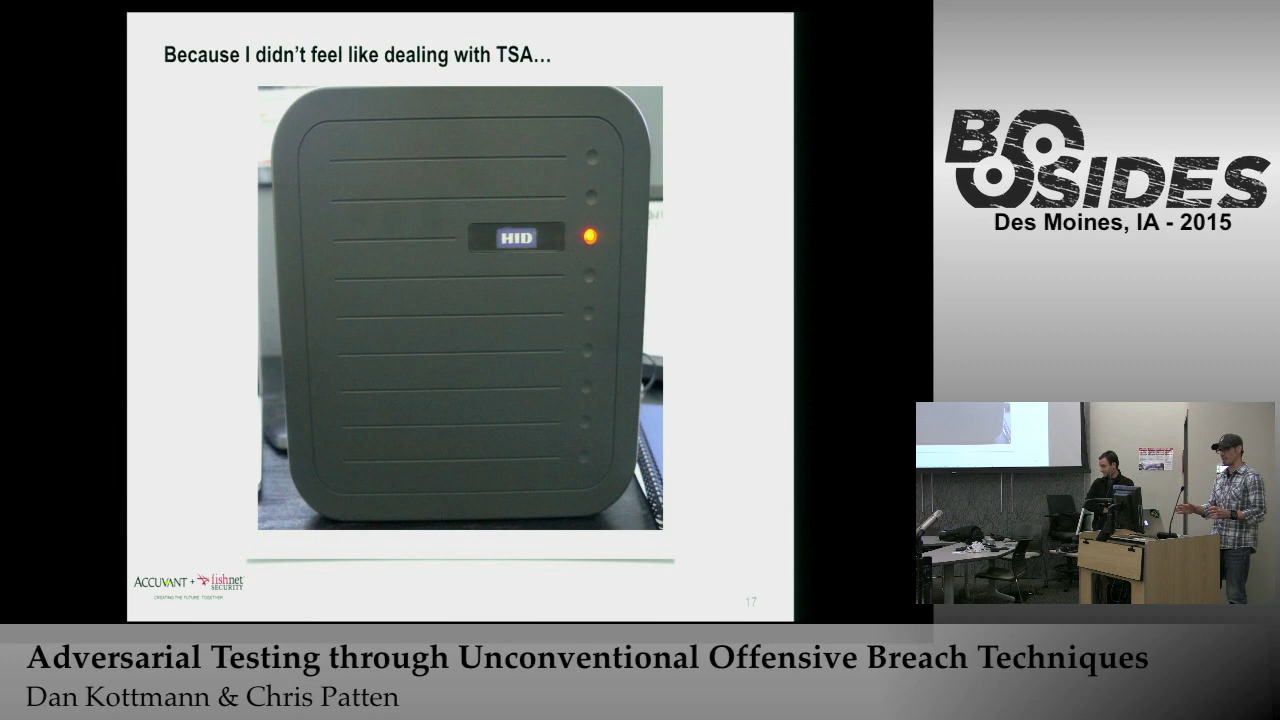 Because I didn't feel like dealing with TSA...
HID
ACCUVANT + fishnet
SECURITY
CREATING THE FUTURE TOGETHER
17
BSIDES
Des Moines, IA - 2015
Adversarial Testing through Unconventional Offensive Breach Techniques
Dan Kottmann & Chris Patten